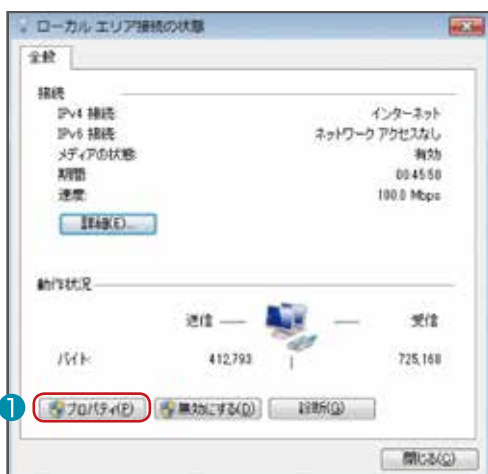 ローカル エリア接続の状態
全般
接続
IPv4 接続: インターネット
IPv6 接続: ネットワーク アクセスなし
メディアの状態: 有効
期間: 00:45:50
速度: 100.0 Mbps
詳細(E)...
動作状況
送信 — — 受信
バイト: 412,793 | 725,168
1 プロパティ(P) 無効にする(D) 診断(G)
閉じる(C)